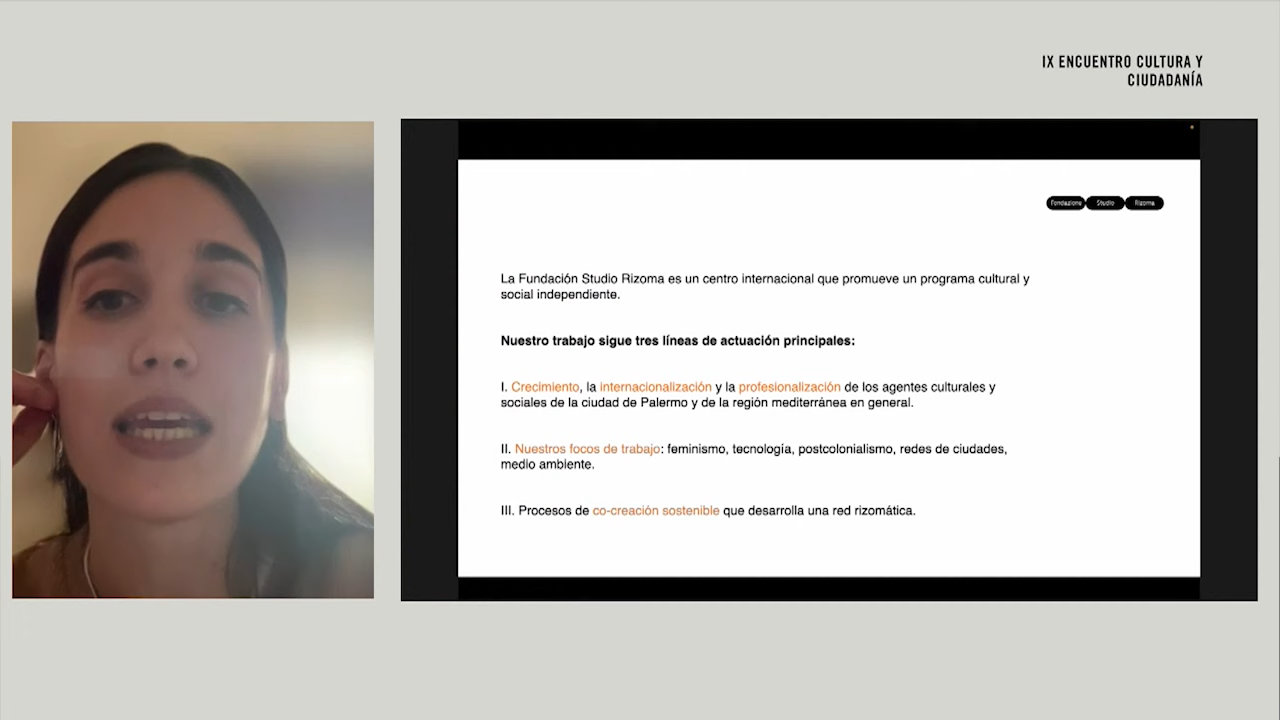 IX ENCUENTRO CULTURA Y
CIUDADANÍA
Fondazione Studio Rizoma
La Fundación Studio Rizoma es un centro internacional que promueve un programa cultural y
social independiente.
Nuestro trabajo sigue tres líneas de actuación principales:
I. Crecimiento, la internacionalización y la profesionalización de los agentes culturales y
sociales de la ciudad de Palermo y de la región mediterránea en general.
II. Nuestros focos de trabajo: feminismo, tecnología, postcolonialismo, redes de ciudades,
medio ambiente.
III. Procesos de co-creación sostenible que desarrolla una red rizomática.